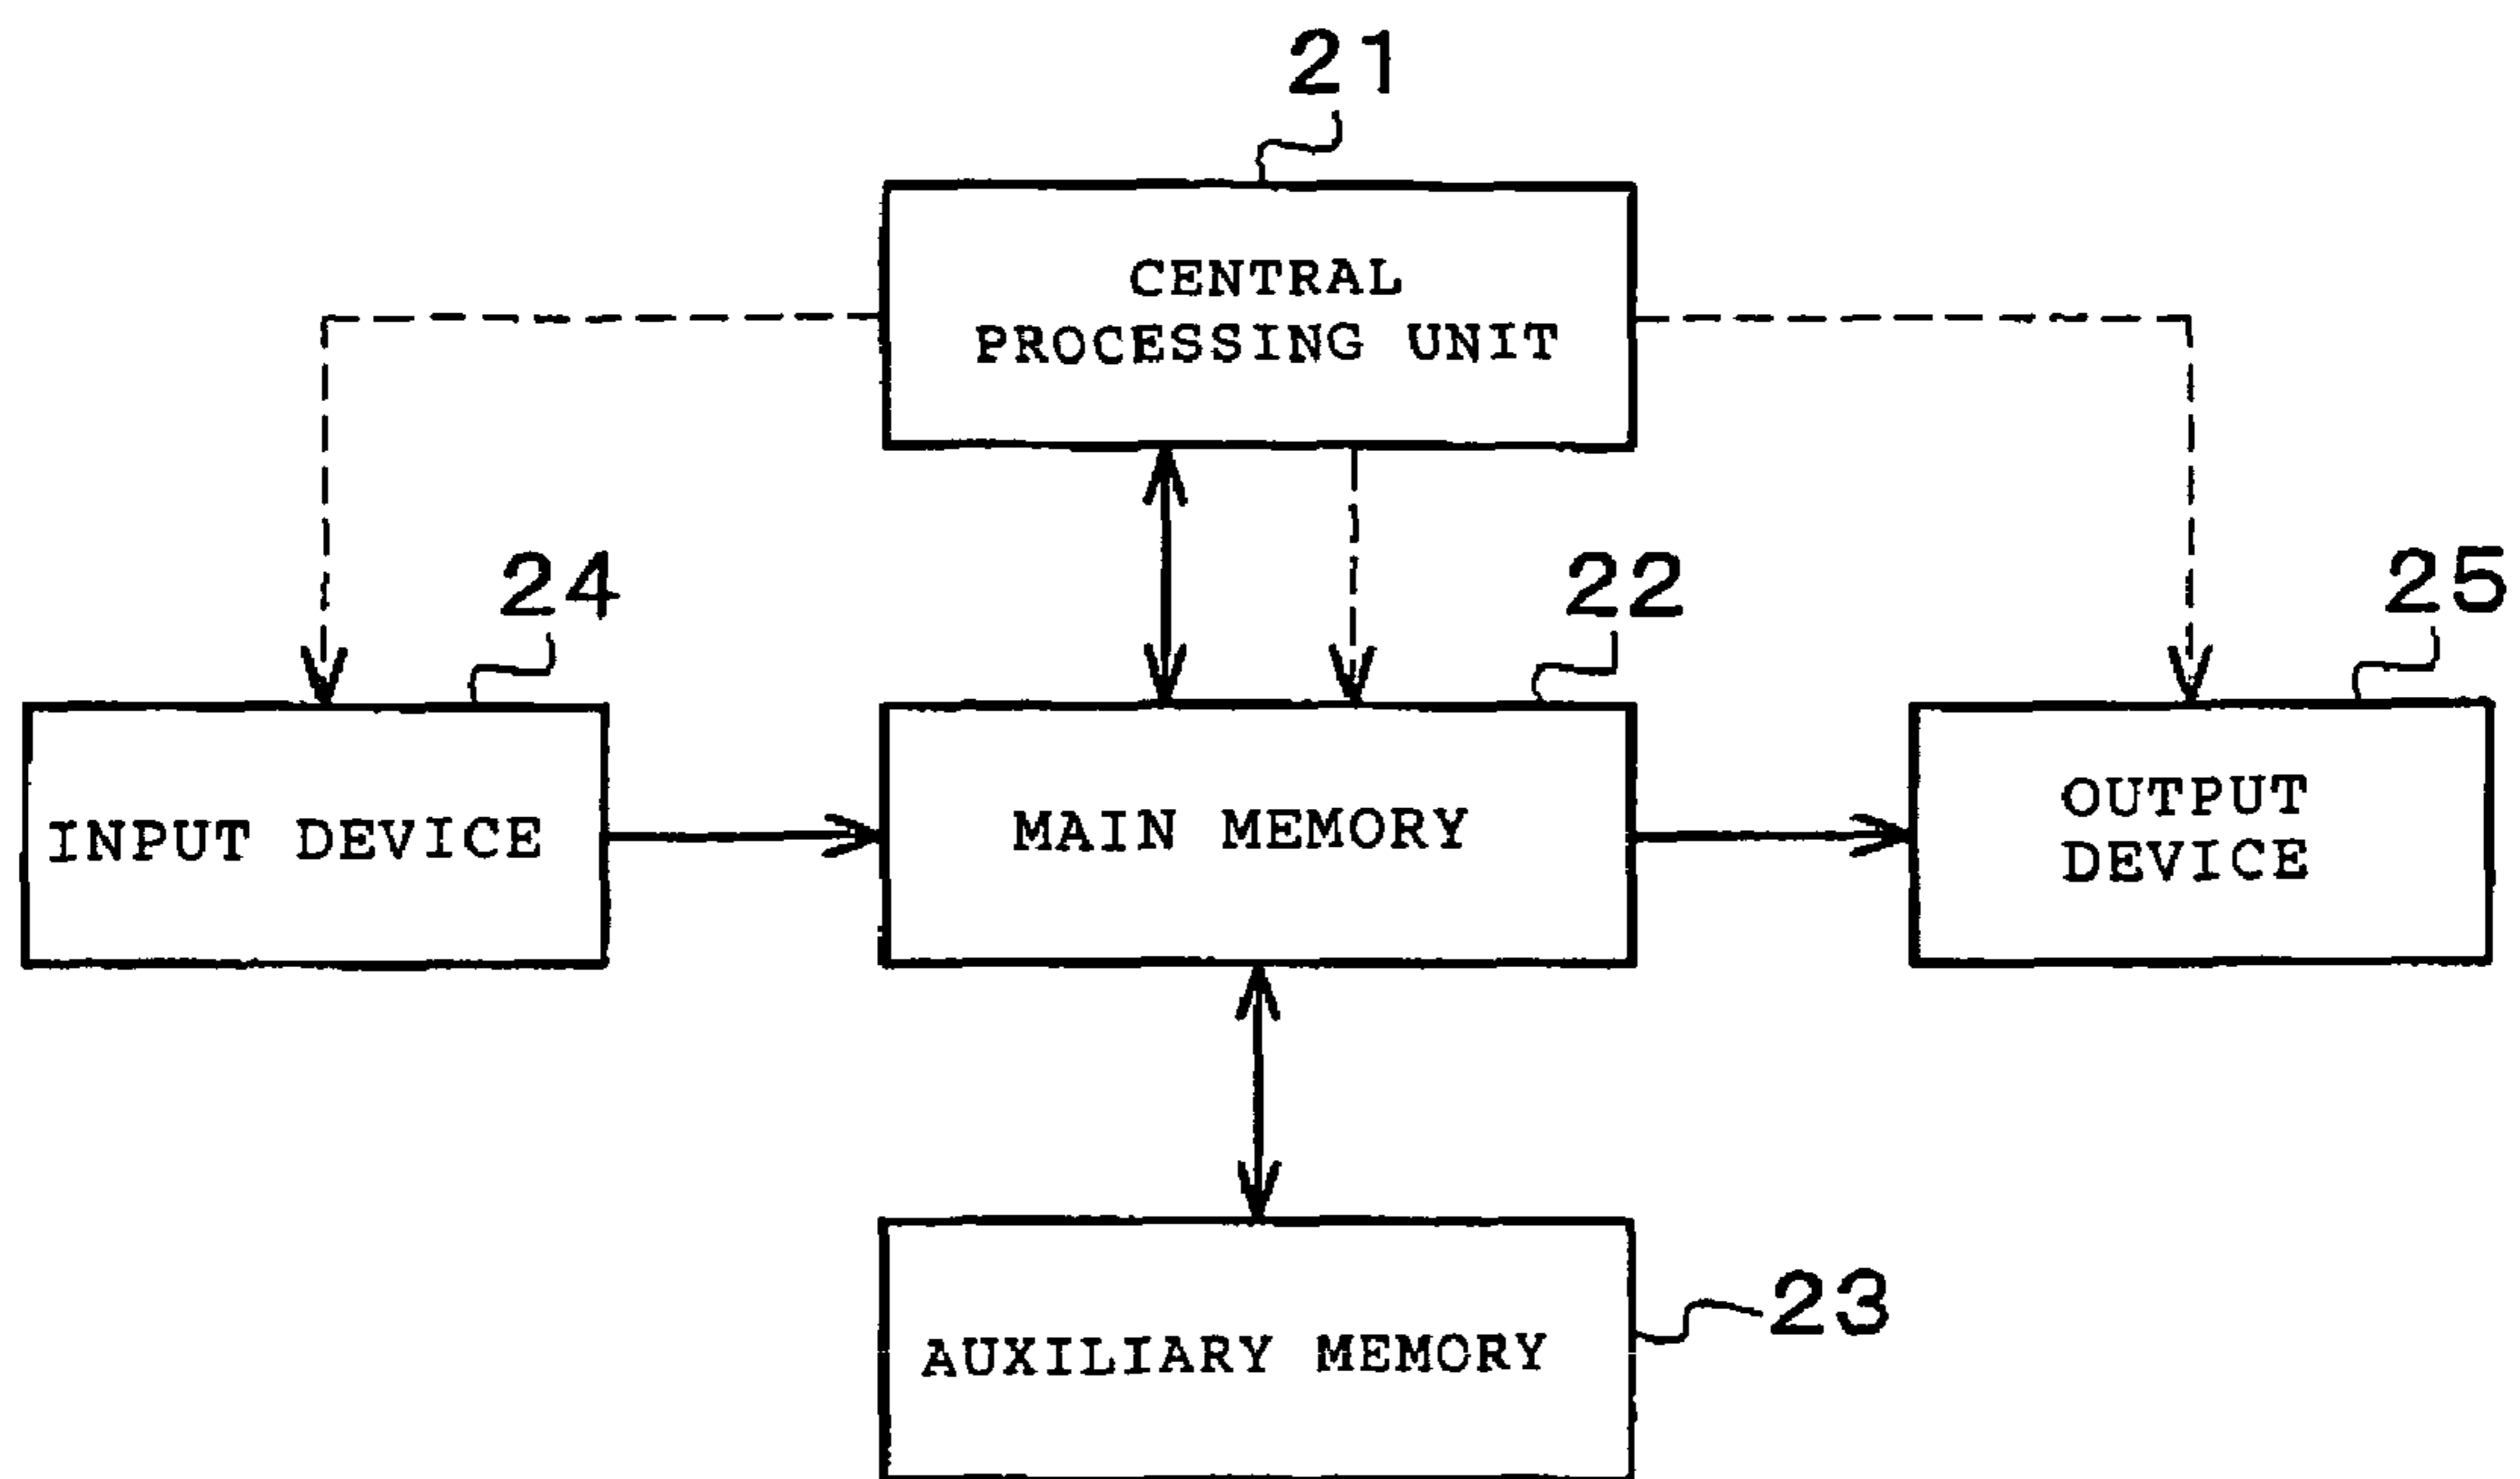 21
CENTRAL
PROCESSING UNIT
24
22
25
INPUT DEVICE
MAIN MEMORY
OUTPUT
DEVICE
23
AUXILIARY MEMORY